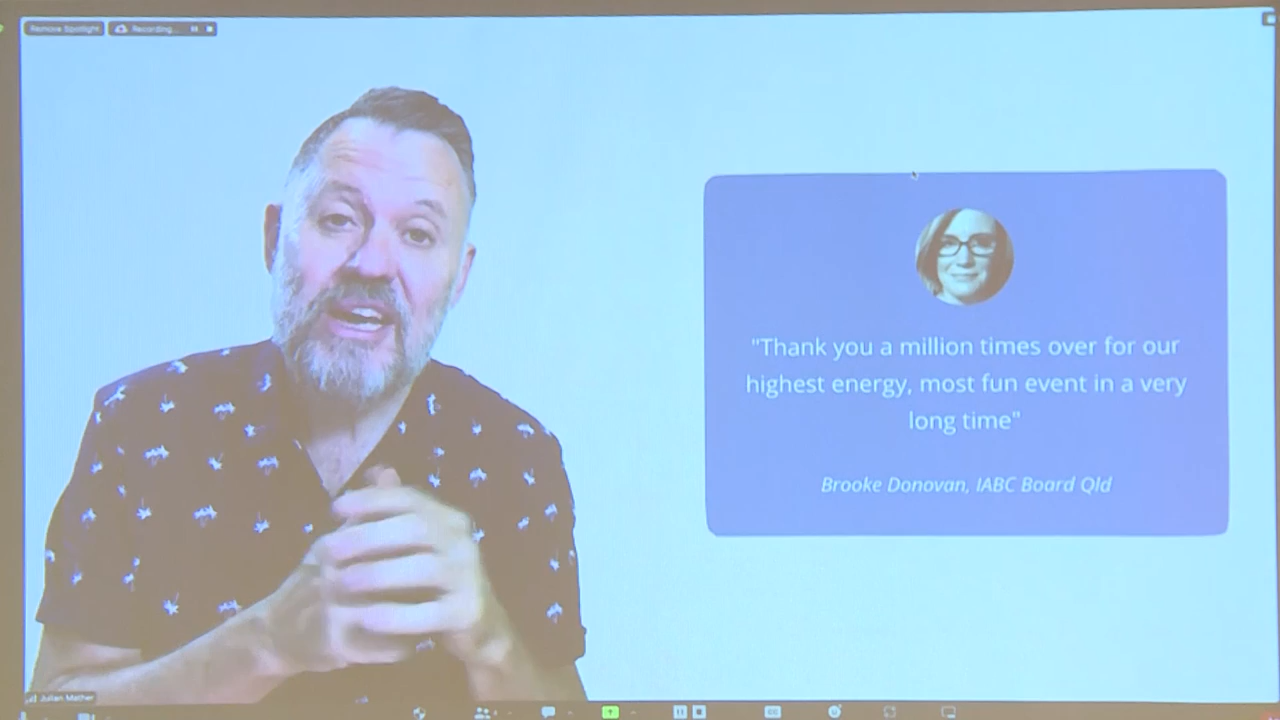 Remove Spotlight
Recording...
"Thank you a million times over for our
highest energy, most fun event in a very
long time"
Brooke Donovan, IABC Board Qld
Julian Mather
CC